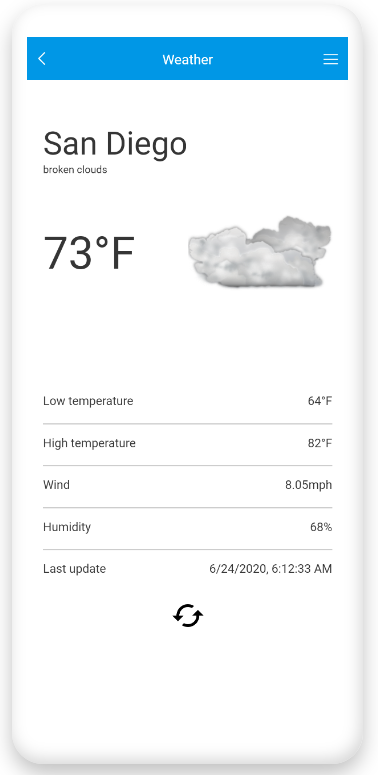 Weather
San Diego
broken clouds
73°F
Low temperature 64°F
High temperature 82°F
Wind 8.05mph
Humidity 68%
Last update 6/24/2020, 6:12:33 AM